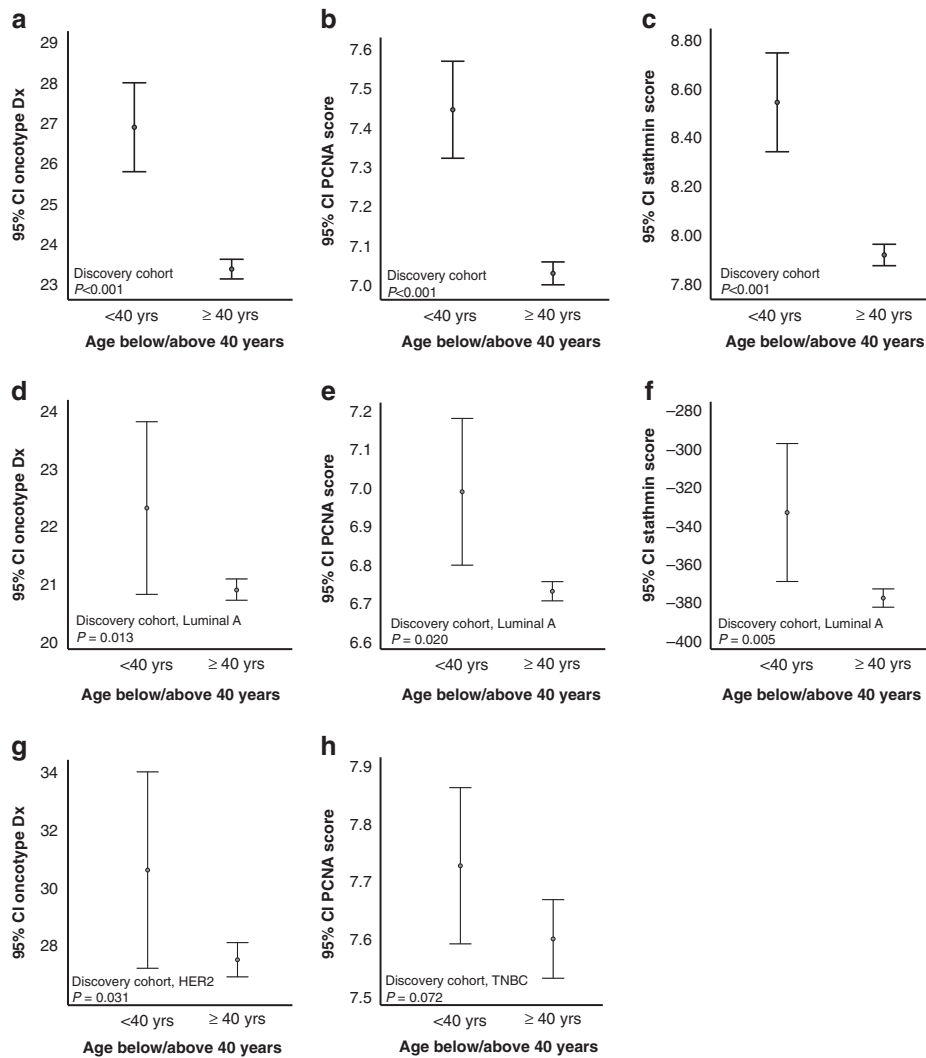 a
95% CI oncotype Dx
29
28
27
26
25
24
23
Discovery cohort
P<0.001
<40 yrs
≥ 40 yrs
Age below/above 40 years
b
95% CI PCNA score
7.6
7.5
7.4
7.3
7.2
7.1
7.0
Discovery cohort
P<0.001
<40 yrs
≥ 40 yrs
Age below/above 40 years
c
95% CI stathmin score
8.80
8.60
8.40
8.20
8.00
7.80
Discovery cohort
P<0.001
<40 yrs
≥ 40 yrs
Age below/above 40 years
d
95% CI oncotype Dx
24
23
22
21
20
Discovery cohort, Luminal A
P = 0.013
<40 yrs
≥ 40 yrs
Age below/above 40 years
e
95% CI PCNA score
7.2
7.1
7.0
6.9
6.8
6.7
6.6
Discovery cohort, Luminal A
P = 0.020
<40 yrs
≥ 40 yrs
Age below/above 40 years
f
95% CI stathmin score
–280
–300
–320
–340
–360
–380
–400
Discovery cohort, Luminal A
P = 0.005
<40 yrs
≥ 40 yrs
Age below/above 40 years
g
95% CI oncotype Dx
34
32
30
28
Discovery cohort, HER2
P = 0.031
<40 yrs
≥ 40 yrs
Age below/above 40 years
h
95% CI PCNA score
7.9
7.8
7.7
7.6
7.5
Discovery cohort, TNBC
P = 0.072
<40 yrs
≥ 40 yrs
Age below/above 40 years